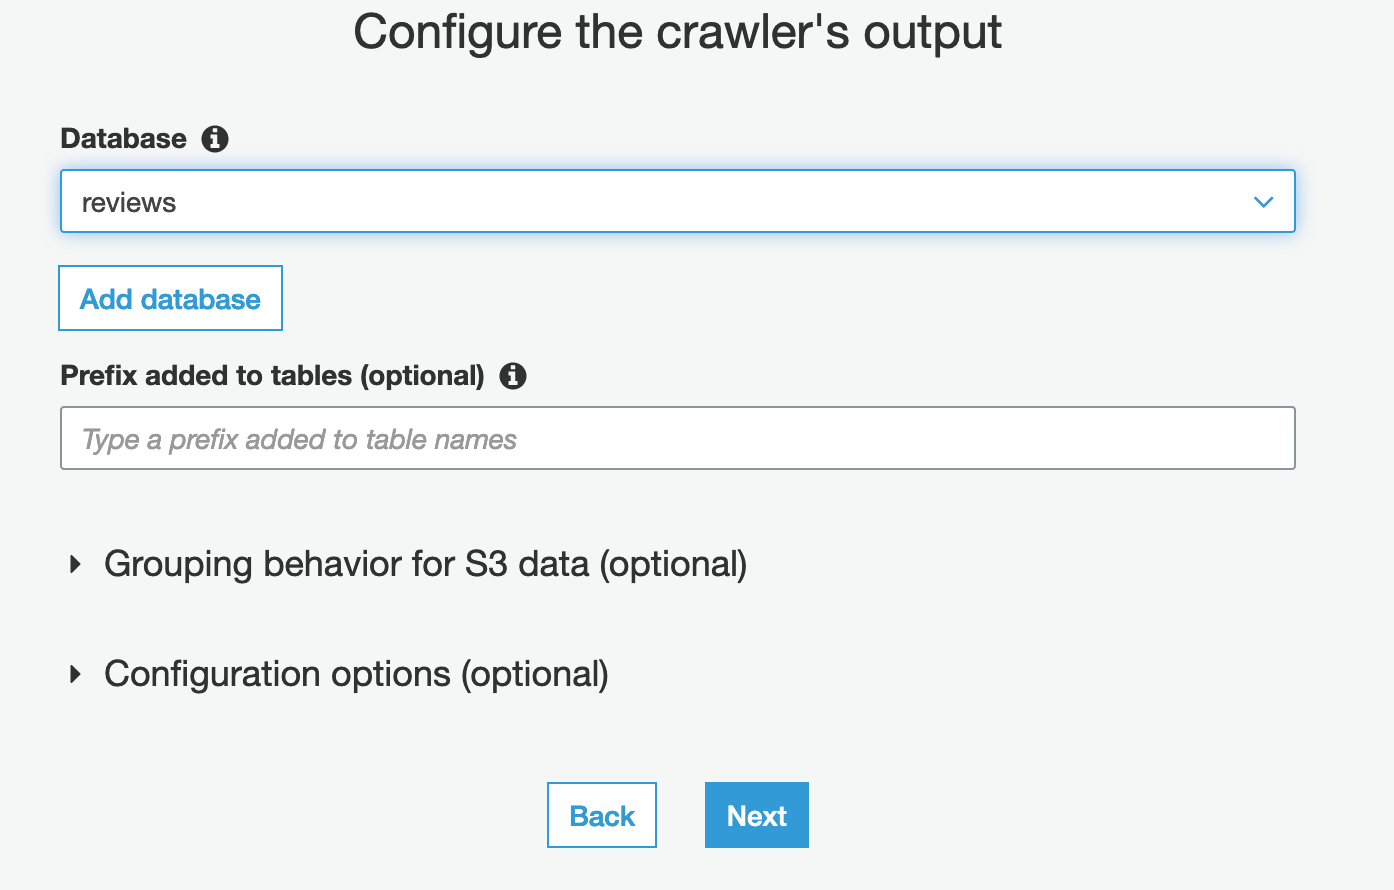 Configure the crawler's output
Database
reviews
Add database
Prefix added to tables (optional)
Type a prefix added to table names
Grouping behavior for S3 data (optional)
Configuration options (optional)
Back
Next